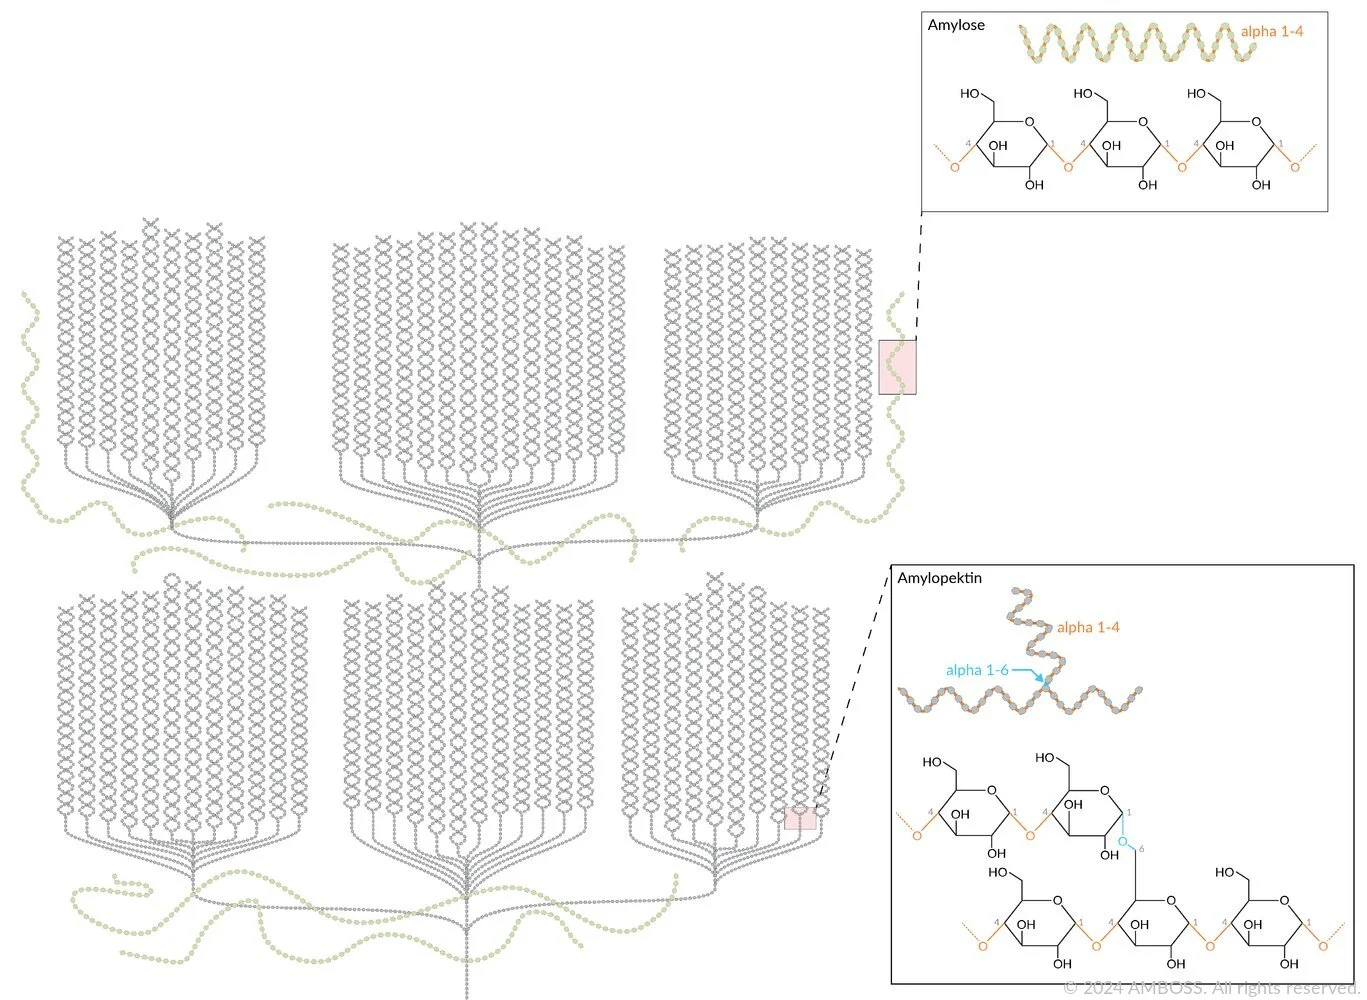 Amylose
alpha 1-4
HO HO HO
O O O
4 OH 1 4 OH 1 4 OH 1
O O O O
OH OH OH
Amylopektin
alpha 1-4
alpha 1-6
HO HO
O O
4 OH 1 4 OH 1
O O O 6
OH OH
HO HO
O O O
4 OH 1 4 OH 1 4 OH 1
O O O O
OH OH OH
© 2024 AMBOSS. All rights reserved.